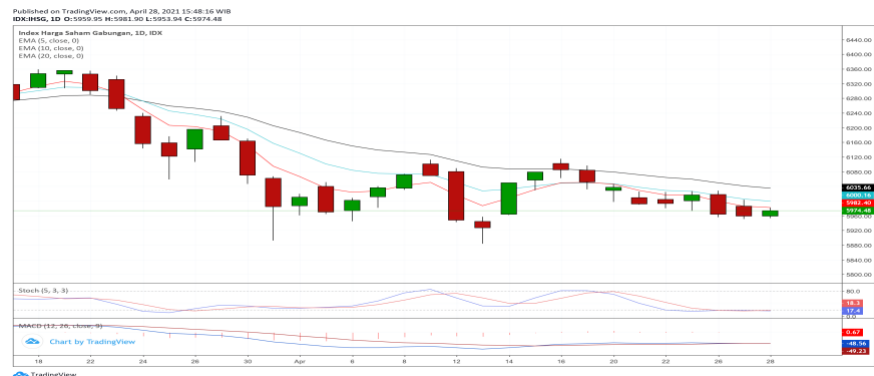 Published on TradingView.com, April 28, 2021 15:48:16 WIB
IDX:IHSG, 1D O:5959.95 H:5981.90 L:5953.94 C:5974.48
Index Harga Saham Gabungan, 1D, IDX
EMA (5, close, 0)
EMA (10, close, 0)
EMA (20, close, 0)
6440.00
6400.00
6360.00
6320.00
6280.00
6240.00
6200.00
6160.00
6120.00
6080.00
6035.66
6000.16
5982.40
5974.48
5960.00
5920.00
5880.00
5840.00
5800.00
Stoch (5, 3, 3)
80.0
18.3
17.4
0.0
MACD (12, 26, close, 0)
Chart by TradingView
0.67
-48.56
-49.23
18 22 24 26 30 Apr 6 8 12 14 16 20 22 26 28
TradingView